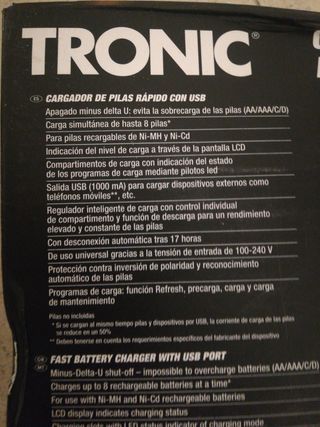 TRONIC®
ES CARGADOR DE PILAS RÁPIDO CON USB
Apagado minus delta U: evita la sobrecarga de las pilas (AA/AAA/C/D)
Carga simultánea de hasta 8 pilas*
Para pilas recargables de Ni-MH y Ni-Cd
Indicación del nivel de carga a través de la pantalla LCD
Compartimentos de carga con indicación del estado
de los programas de carga mediante pilotos led
Salida USB (1000 mA) para cargar dispositivos externos como
teléfonos móviles**, etc.
Regulador inteligente de carga con control individual
de compartimento y función de descarga para un rendimiento
elevado y constante de las pilas
Con desconexión automática tras 17 horas
De uso universal gracias a la tensión de entrada de 100-240 V
Protección contra inversión de polaridad y reconocimiento
automático de las pilas
Programas de carga: función Refresh, precarga, carga y carga
de mantenimiento
Pilas no incluidas
* Si se cargan al mismo tiempo pilas y dispositivos por USB, la corriente de carga de las pilas
se reduce en un 50%
** Deben tenerse en cuenta los requerimientos específicos del fabricante del dispositivo
GB MT FAST BATTERY CHARGER WITH USB PORT
Minus-Delta-U shut-off – impossible to overcharge batteries (AA/AAA/C/D)
Charges up to 8 rechargeable batteries at a time*
For use with Ni-MH and Ni-Cd rechargeable batteries
LCD display indicates charging status
Charging slots with LED status indicator of charging mode